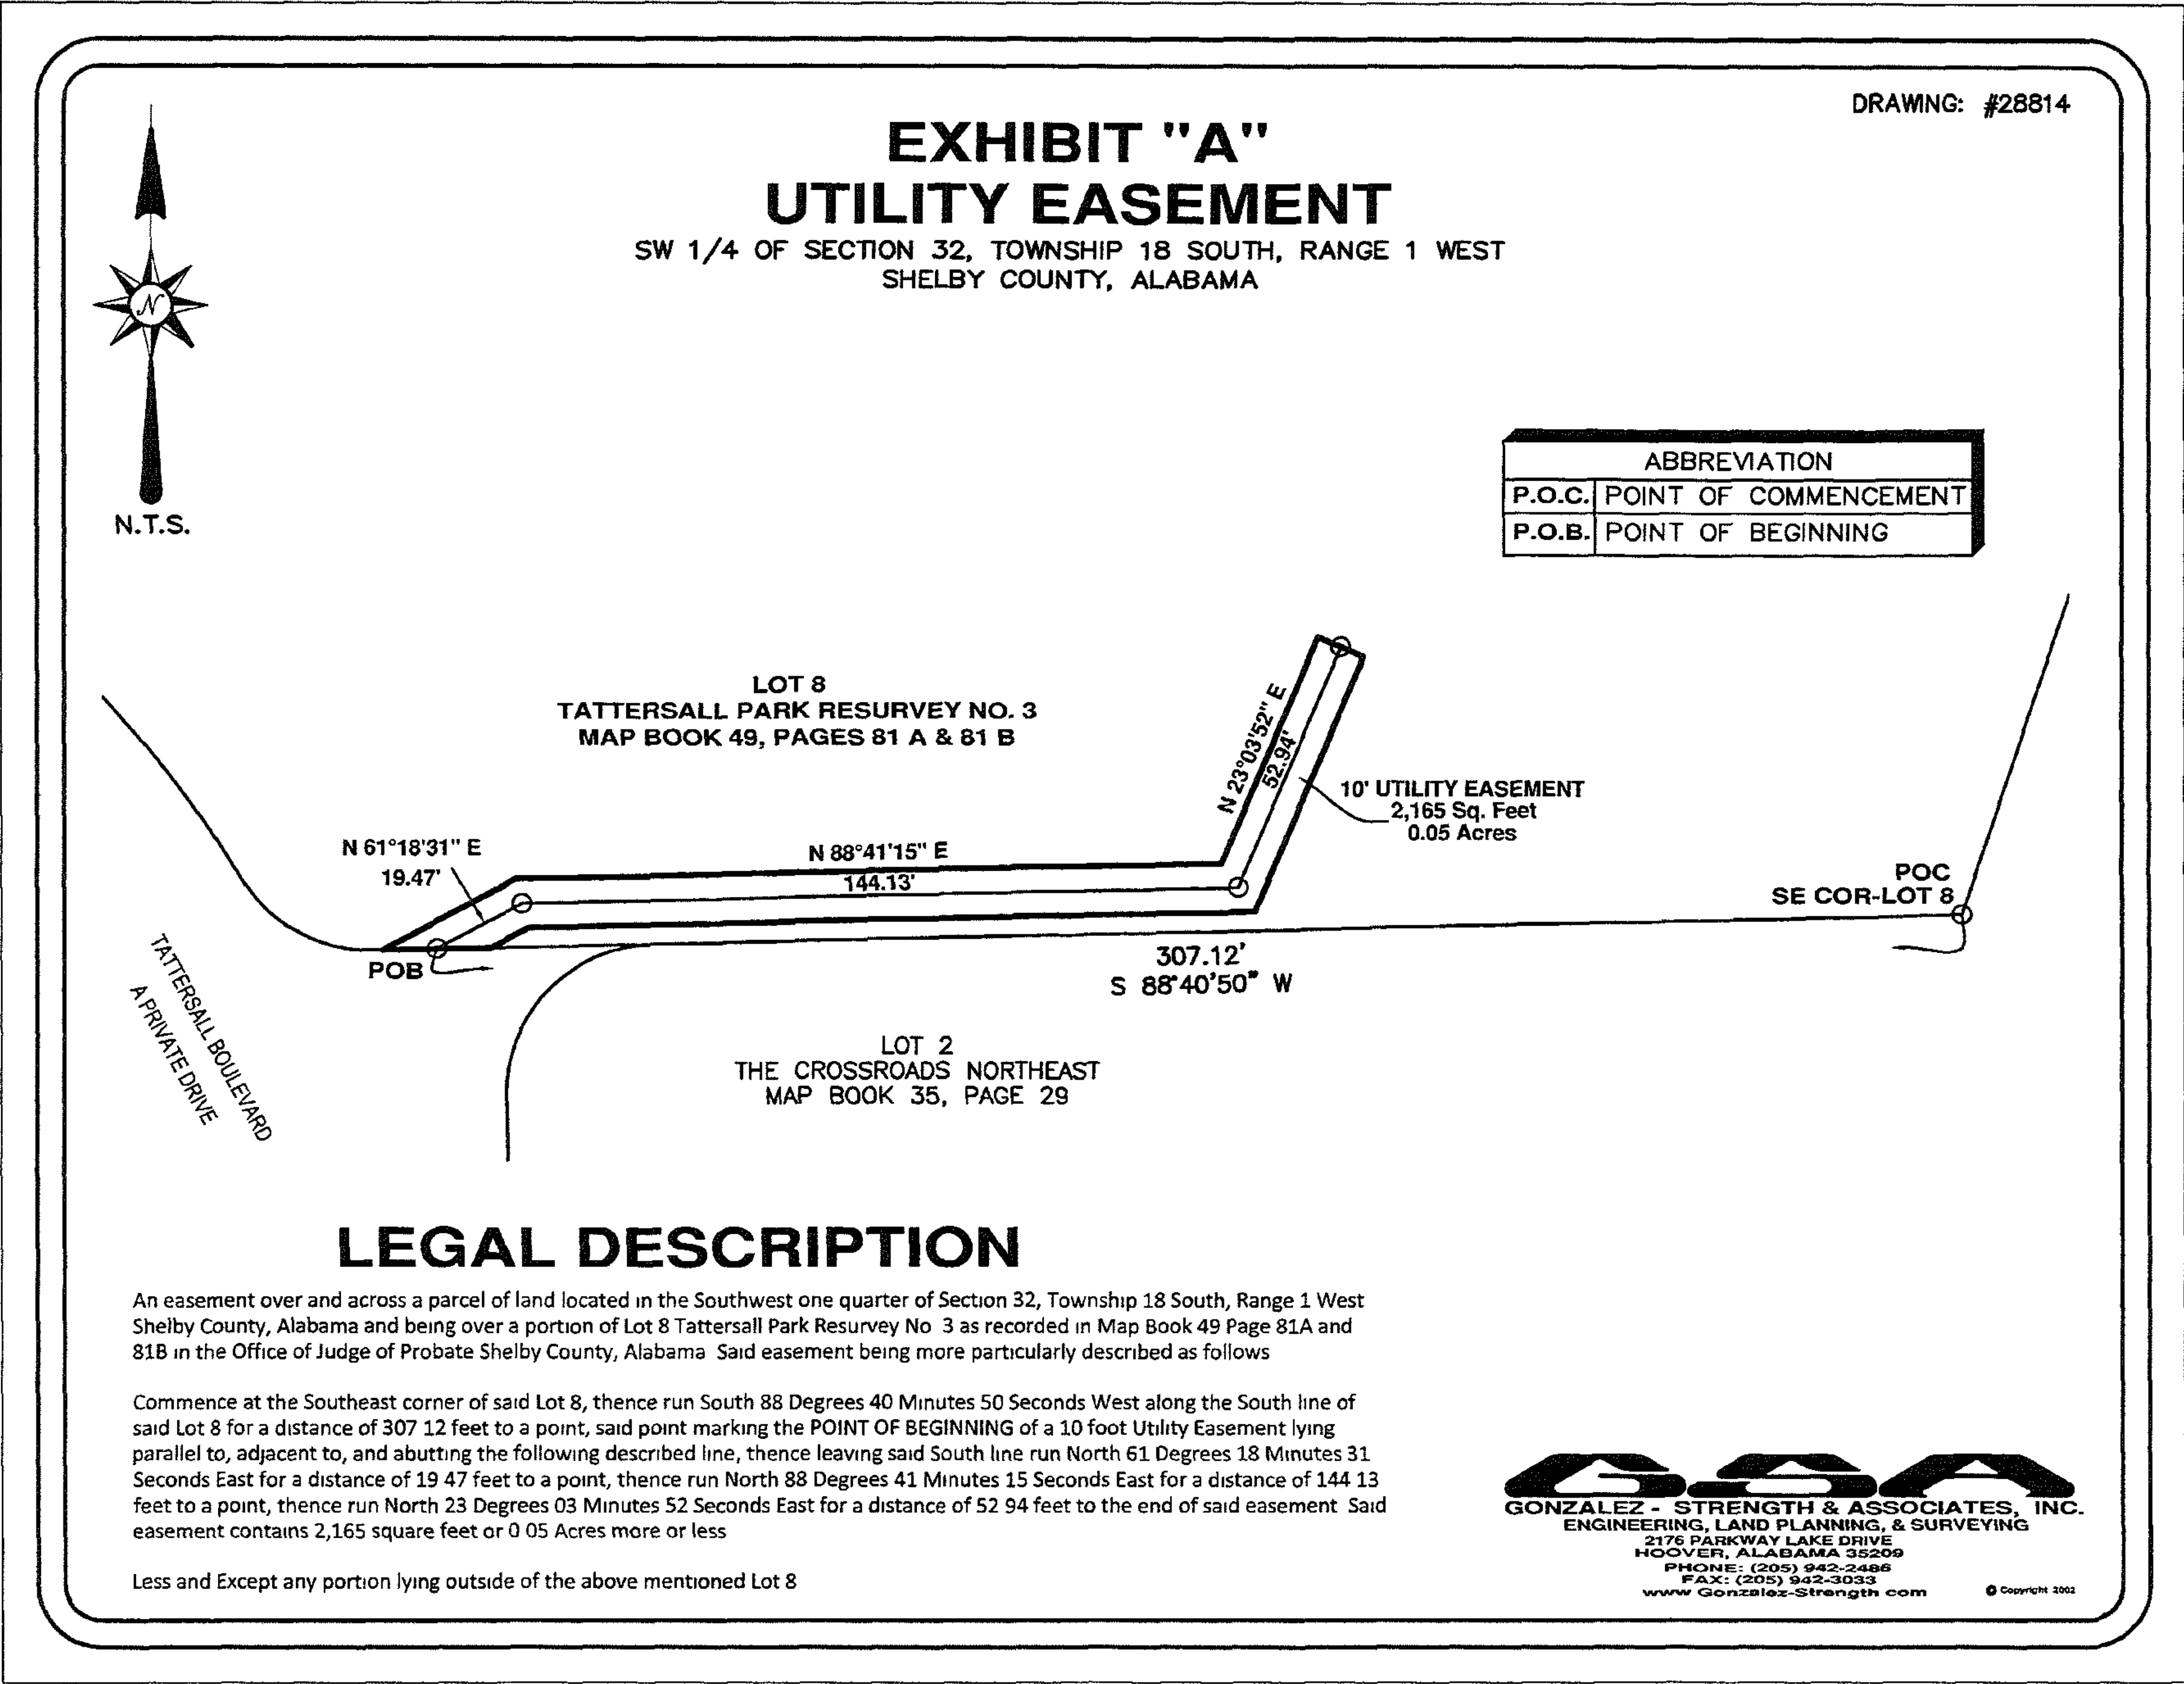 DRAWING: #28814
EXHIBIT "A"
UTILITY EASEMENT
SW 1/4 OF SECTION 32, TOWNSHIP 18 SOUTH, RANGE 1 WEST
SHELBY COUNTY, ALABAMA
N
N.T.S.
ABBREVIATION
P.O.C. POINT OF COMMENCEMENT
P.O.B. POINT OF BEGINNING
LOT 8
TATTERSALL PARK RESURVEY NO. 3
MAP BOOK 49, PAGES 81 A & 81 B
N 23°03'52" E
52.94'
10' UTILITY EASEMENT
2,165 Sq. Feet
0.05 Acres
N 61°18'31" E
19.47'
N 88°41'15" E
144.13'
POC
SE COR-LOT 8
POB
307.12'
S 88°40'50" W
TATTERSALL BOULEVARD
A PRIVATE DRIVE
LOT 2
THE CROSSROADS NORTHEAST
MAP BOOK 35, PAGE 29
LEGAL DESCRIPTION
An easement over and across a parcel of land located in the Southwest one quarter of Section 32, Township 18 South, Range 1 West
Shelby County, Alabama and being over a portion of Lot 8 Tattersall Park Resurvey No 3 as recorded in Map Book 49 Page 81A and
81B in the Office of Judge of Probate Shelby County, Alabama Said easement being more particularly described as follows
Commence at the Southeast corner of said Lot 8, thence run South 88 Degrees 40 Minutes 50 Seconds West along the South line of
said Lot 8 for a distance of 307 12 feet to a point, said point marking the POINT OF BEGINNING of a 10 foot Utility Easement lying
parallel to, adjacent to, and abutting the following described line, thence leaving said South line run North 61 Degrees 18 Minutes 31
Seconds East for a distance of 19 47 feet to a point, thence run North 88 Degrees 41 Minutes 15 Seconds East for a distance of 144 13
feet to a point, thence run North 23 Degrees 03 Minutes 52 Seconds East for a distance of 52 94 feet to the end of said easement Said
easement contains 2,165 square feet or 0 05 Acres more or less
Less and Except any portion lying outside of the above mentioned Lot 8
GSA
GONZALEZ - STRENGTH & ASSOCIATES, INC.
ENGINEERING, LAND PLANNING, & SURVEYING
2176 PARKWAY LAKE DRIVE
HOOVER, ALABAMA 35209
PHONE: (205) 942-2486
FAX: (205) 942-3033
www Gonzalez-Strength com
© Copyright 2002